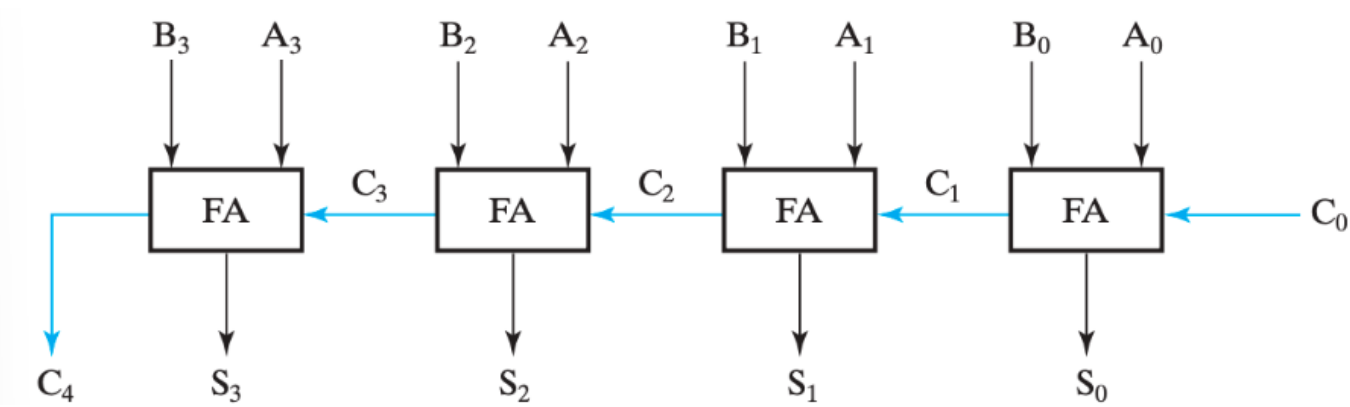 B₃ A₃ B₂ A₂ B₁ A₁ B₀ A₀
C₃ C₂ C₁
FA FA FA FA C₀
C₄ S₃ S₂ S₁ S₀